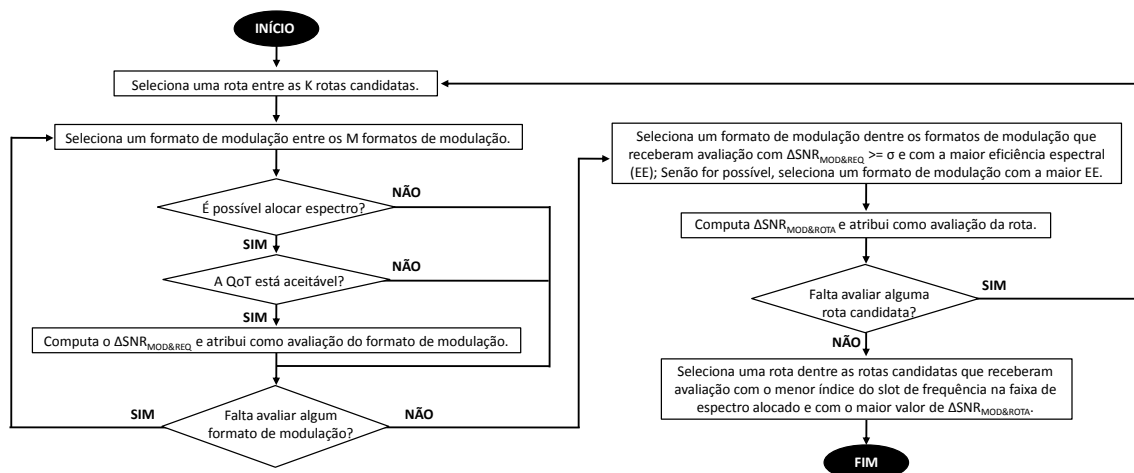 INÍCIO
Seleciona uma rota entre as K rotas candidatas.
Seleciona um formato de modulação entre os M formatos de modulação.
É possível alocar espectro?
NÃO
SIM
A QoT está aceitável?
NÃO
SIM
Computa o ΔSNRMOD&REQ e atribui como avaliação do formato de modulação.
Falta avaliar algum
formato de modulação?
SIM
NÃO
Seleciona um formato de modulação dentre os formatos de modulação que
receberam avaliação com ΔSNRMOD&REQ >= σ e com a maior eficiência espectral
(EE); Senão for possível, seleciona um formato de modulação com a maior EE.
Computa ΔSNRMOD&ROTA e atribui como avaliação da rota.
Falta avaliar alguma
rota candidata?
SIM
NÃO
Seleciona uma rota dentre as rotas candidatas que receberam
avaliação com o menor índice do slot de frequência na faixa de
espectro alocado e com o maior valor de ΔSNRMOD&ROTA.
FIM